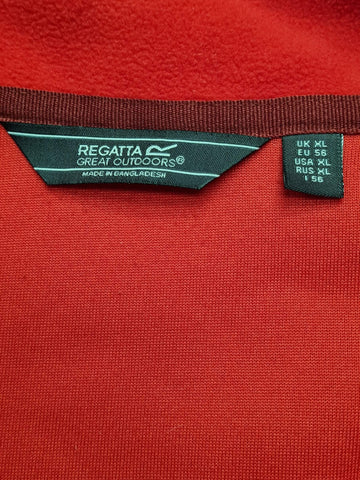 REGATTA
GREAT OUTDOORS®
MADE IN BANGLADESH
UK XL
EU 56
USA XL
RUS XL
I 56